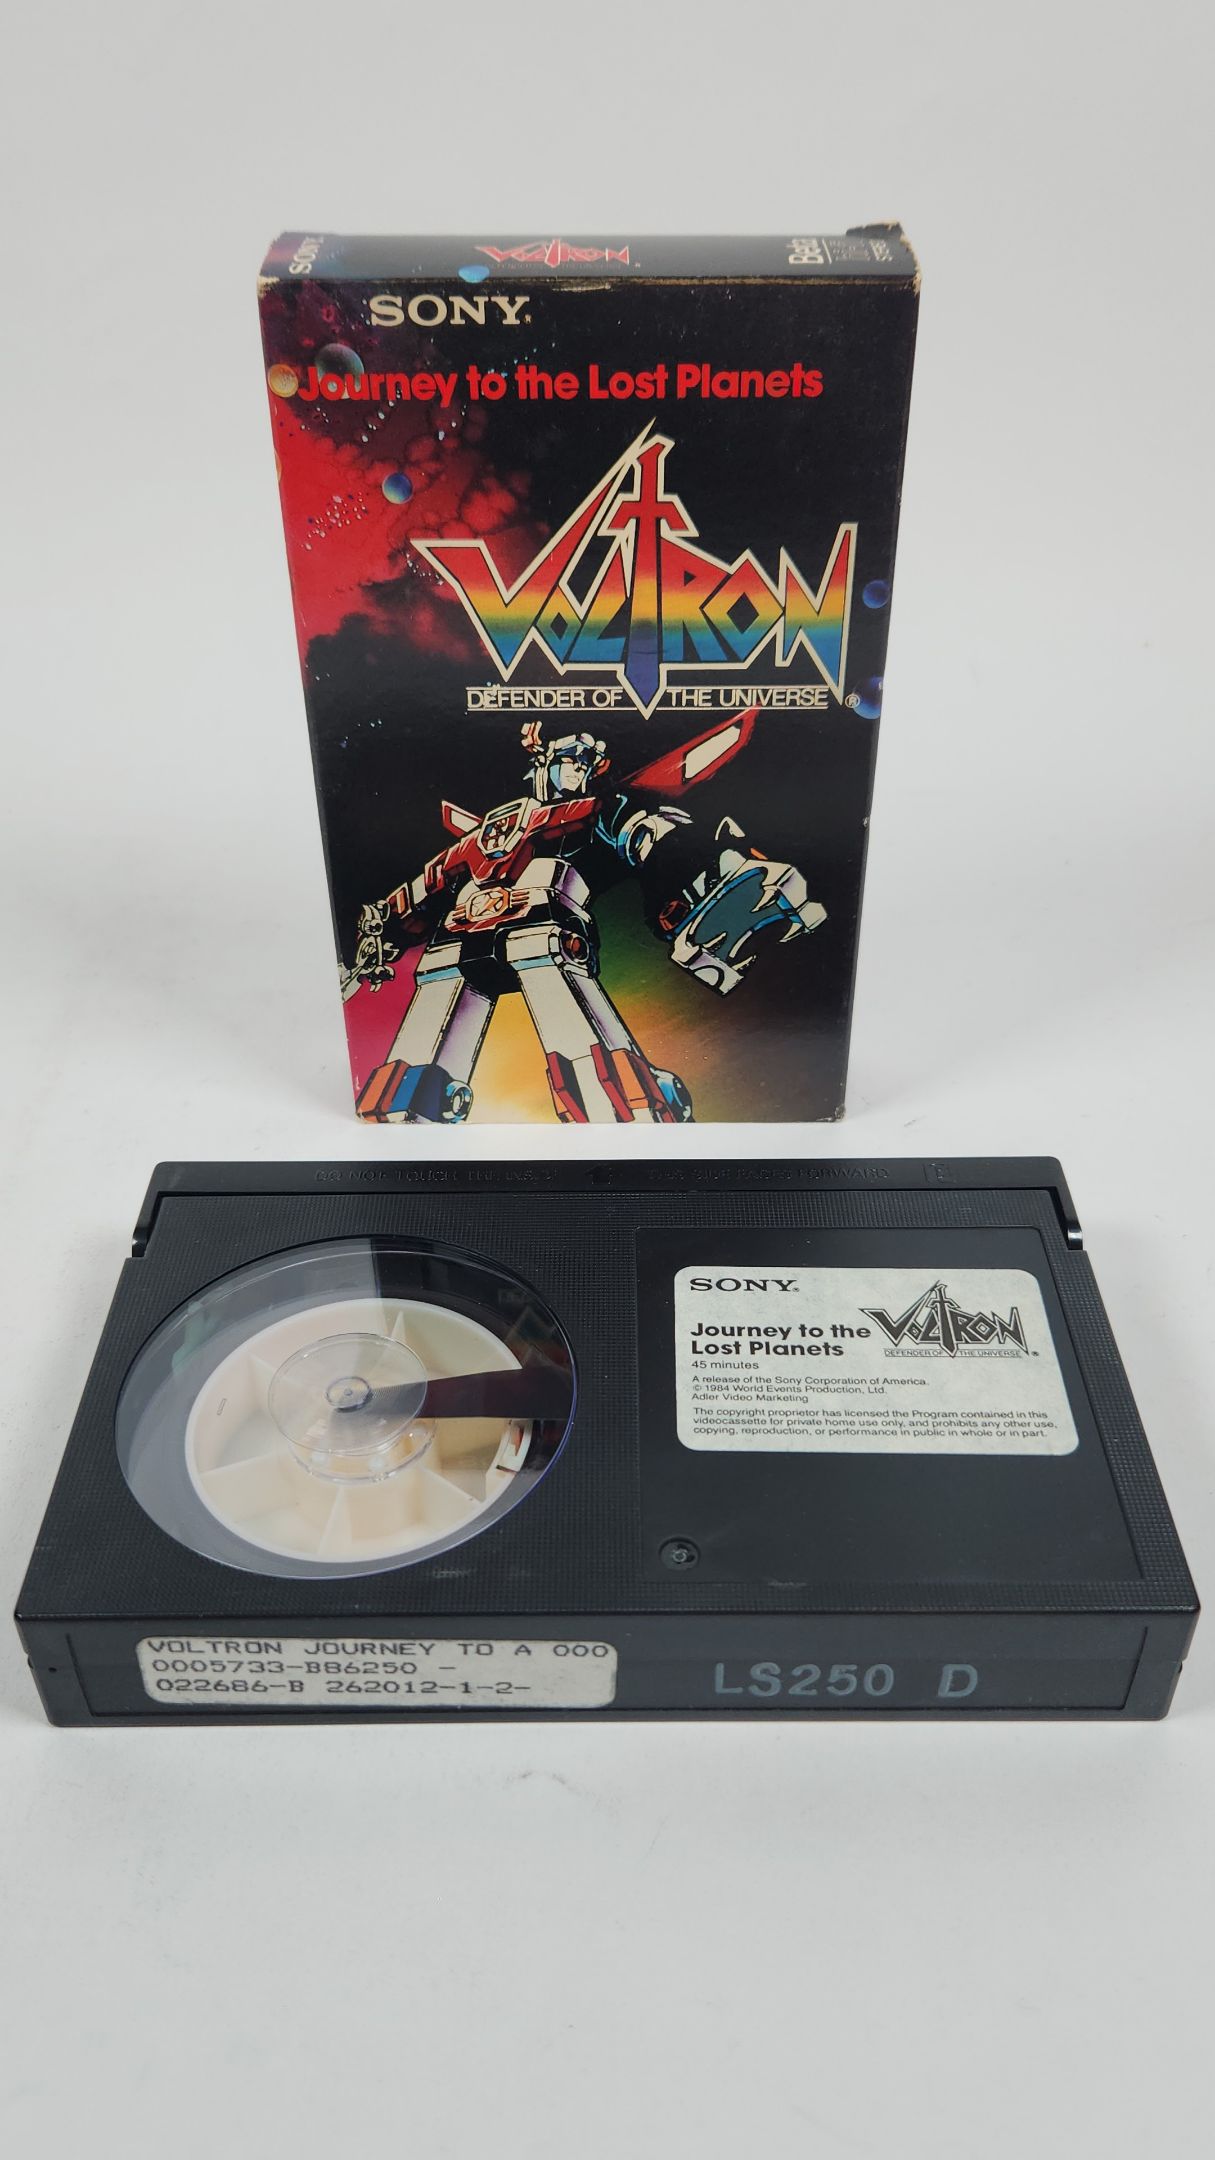 SONY
VOLTRON
Beta
STEREO
SONY®
Journey to the Lost Planets
VOLTRON
DEFENDER OF THE UNIVERSE®
SONY®
VOLTRON
DEFENDER OF THE UNIVERSE®
Journey to the
Lost Planets
45 minutes
A release of the Sony Corporation of America.
© 1984 World Events Production, Ltd.
Adler Video Marketing
The copyright proprietor has licensed the Program contained in this
videocassette for private home use only, and prohibits any other use,
copying, reproduction, or performance in public in whole or in part.
VOLTRON JOURNEY TO A 000
0005733-B86250 -
022686-B 262012-1-2-
LS250 D